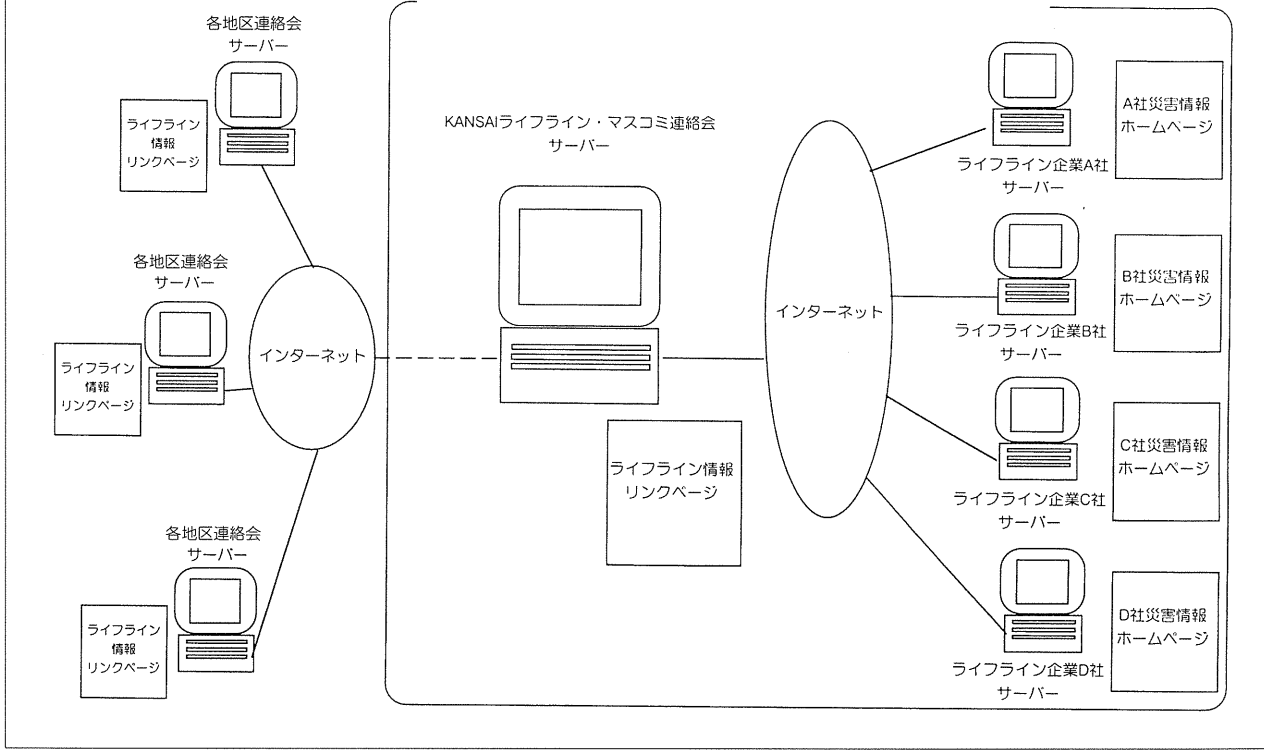 各地区連絡会
サーバー
ライフライン
情報
リンクページ
各地区連絡会
サーバー
ライフライン
情報
リンクページ
各地区連絡会
サーバー
ライフライン
情報
リンクページ
インターネット
KANSAIライフライン・マスコミ連絡会
サーバー
ライフライン情報
リンクページ
インターネット
ライフライン企業A社
サーバー
A社災害情報
ホームページ
ライフライン企業B社
サーバー
B社災害情報
ホームページ
ライフライン企業C社
サーバー
C社災害情報
ホームページ
ライフライン企業D社
サーバー
D社災害情報
ホームページ